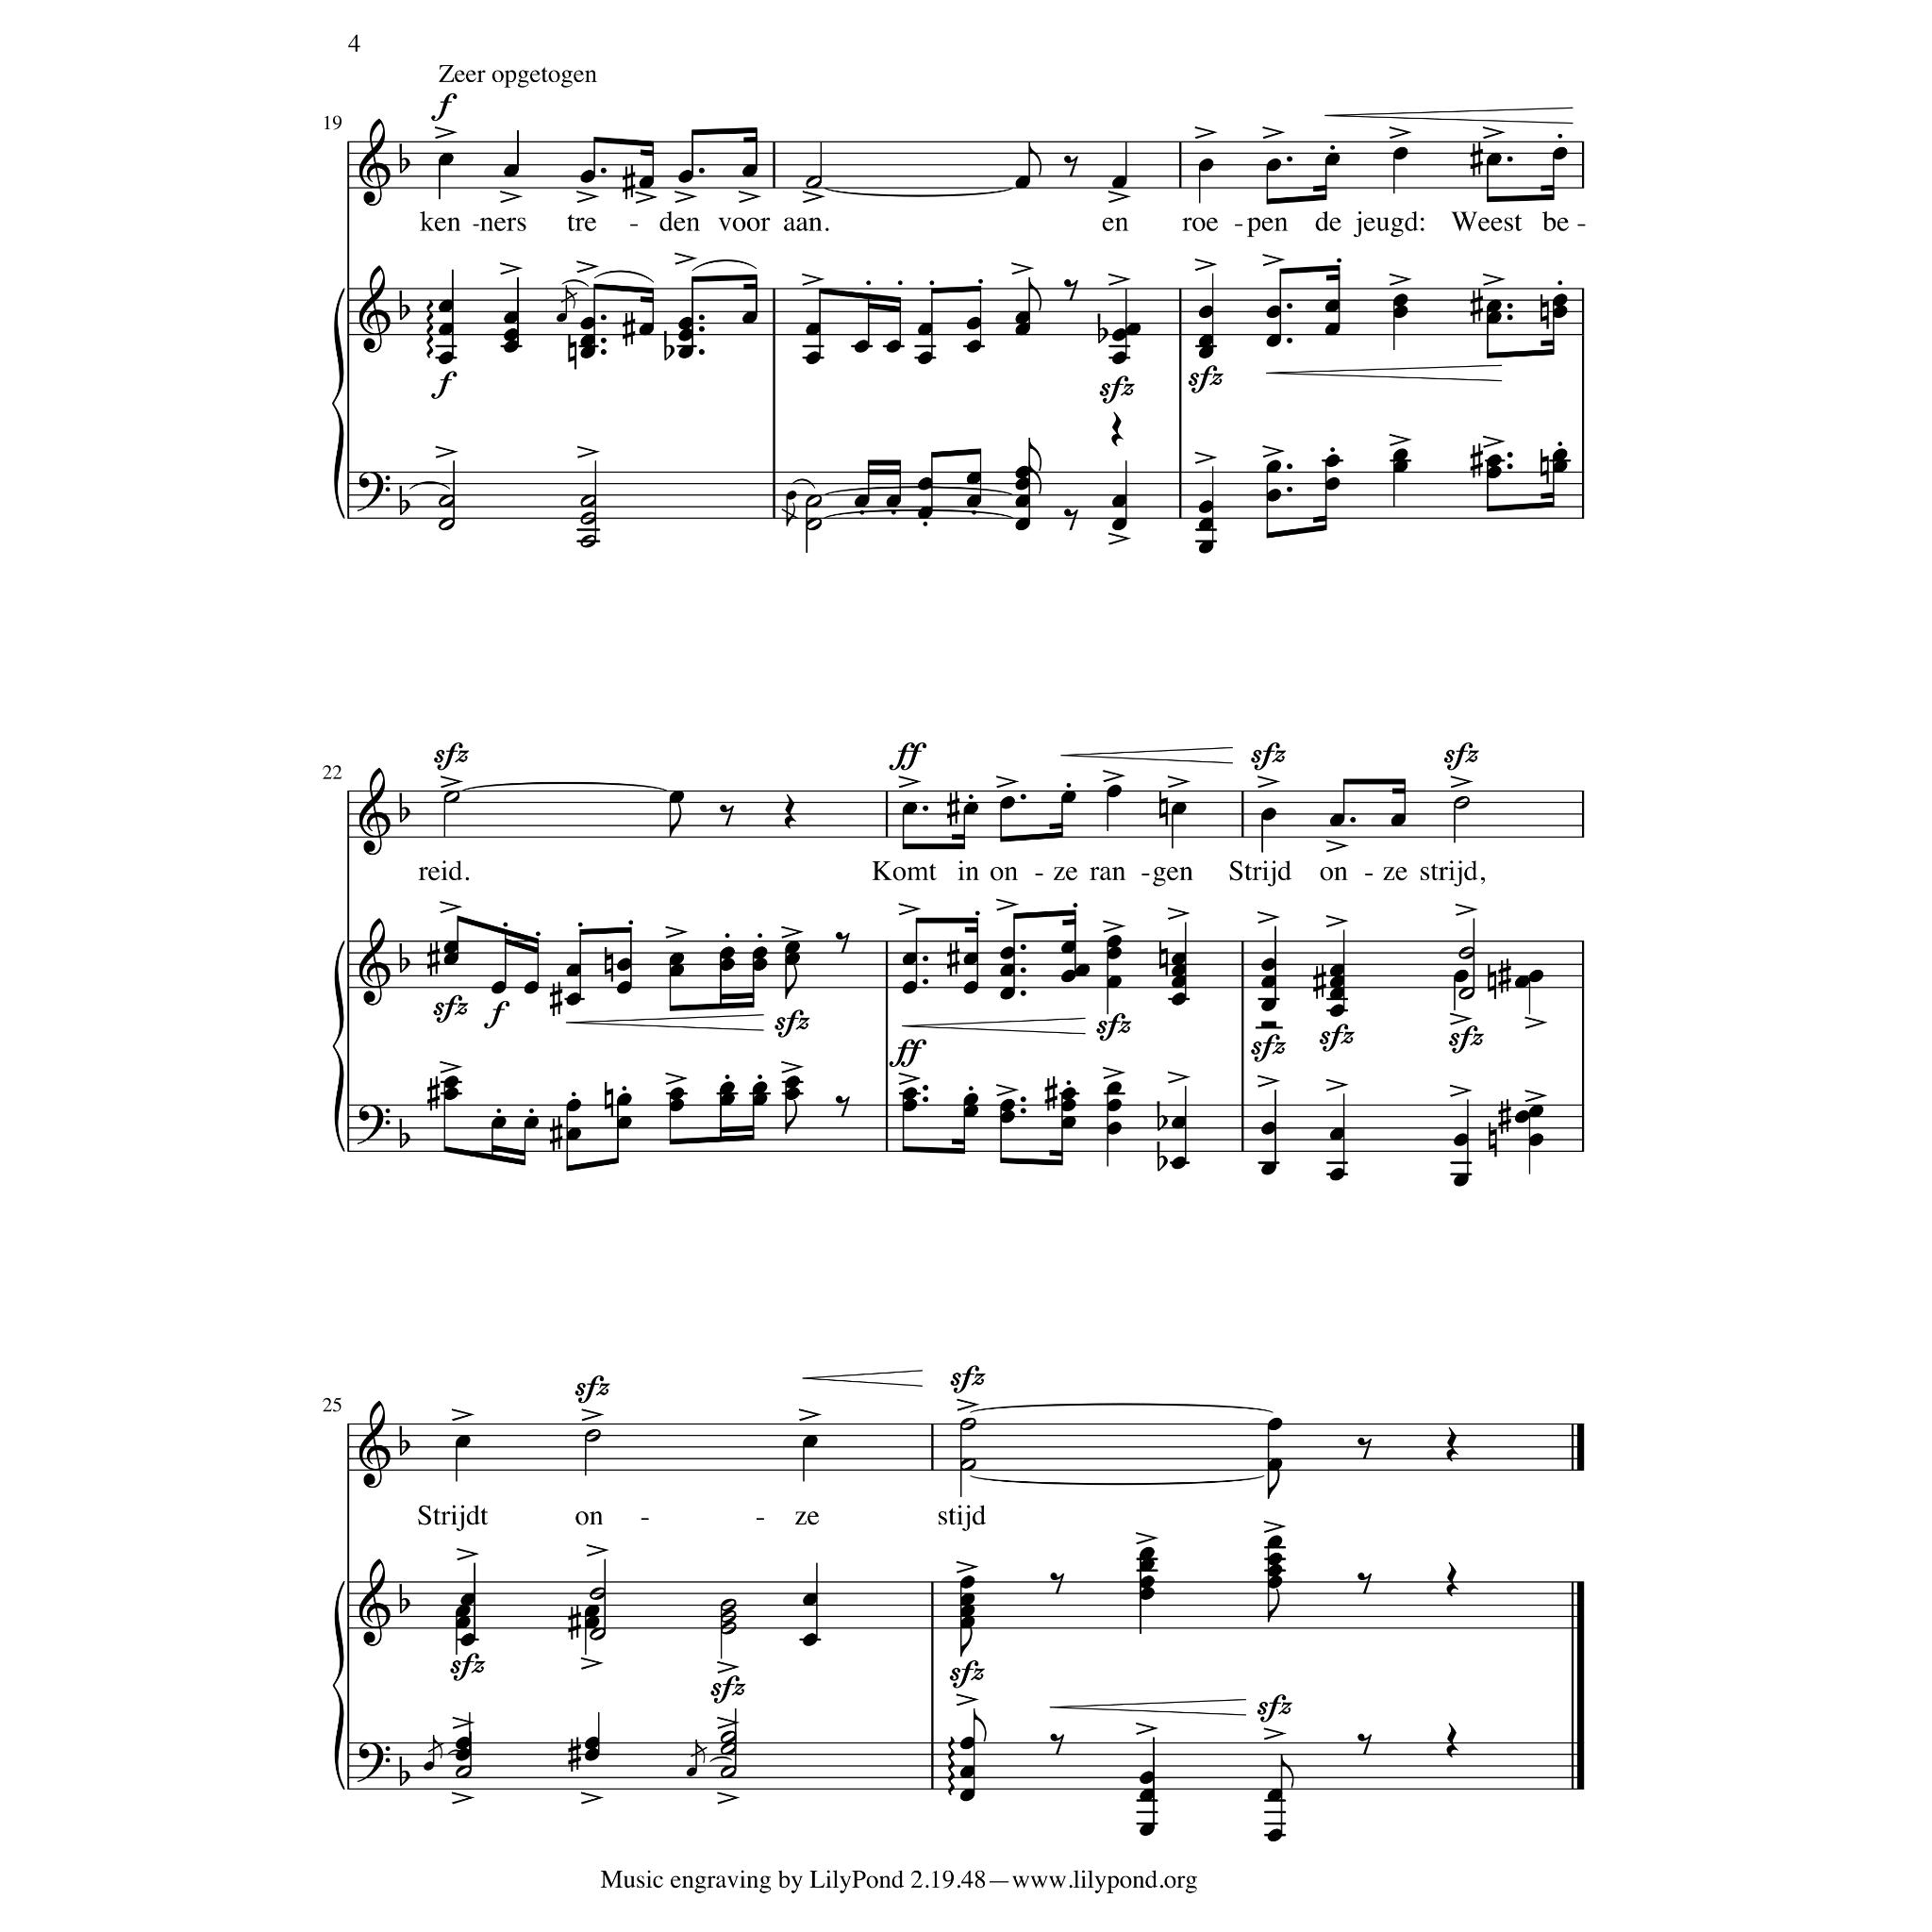 4
Zeer opgetogen
f
19
ken - ners tre - den voor aan. en roe - pen de jeugd: Weest be -
f sfz sfz
sfz ff sfz sfz
22
reid. Komt in on - ze ran - gen Strijd on - ze strijd,
sfz f sfz ff sfz sfz sfz sfz
sfz sfz
25
Strijdt on - ze stijd
sfz sfz sfz
sfz
Music engraving by LilyPond 2.19.48—www.lilypond.org